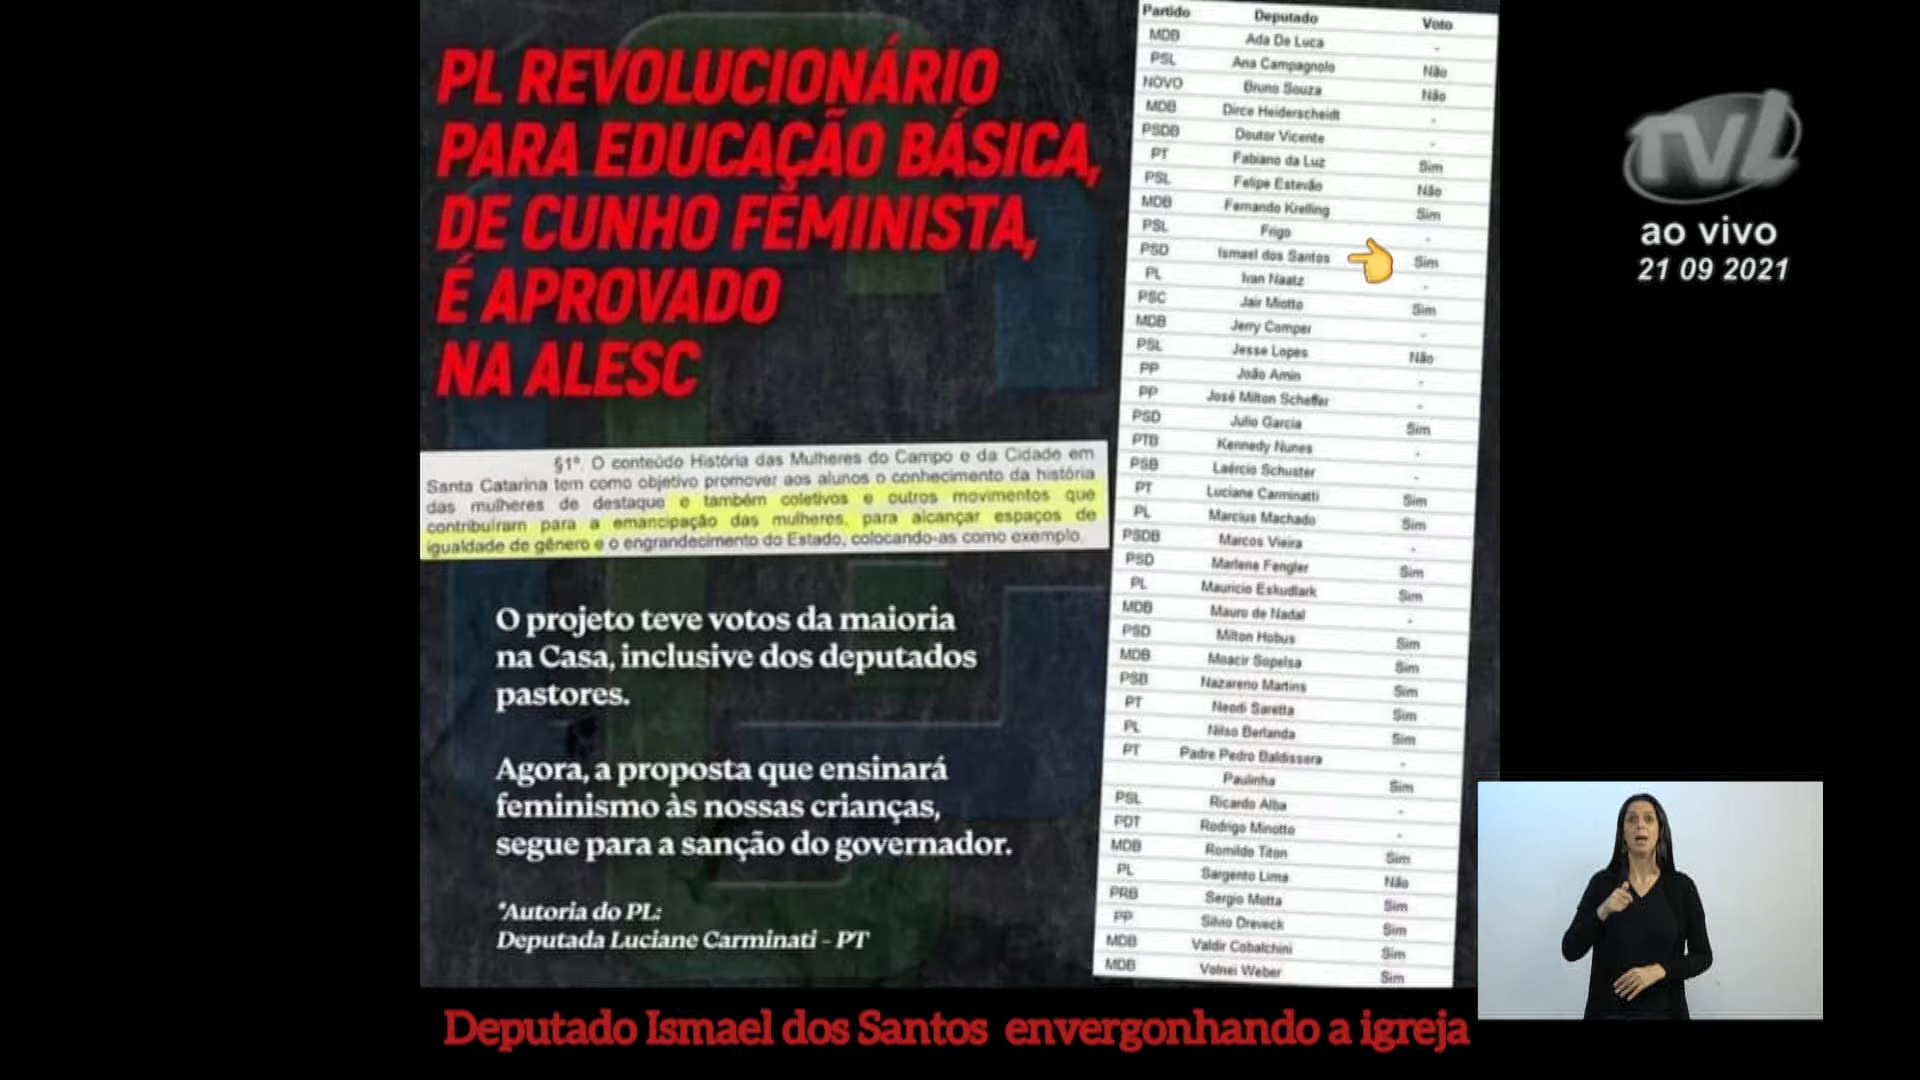 PL REVOLUCIONÁRIO
PARA EDUCAÇÃO BÁSICA,
DE CUNHO FEMINISTA,
É APROVADO
NA ALESC
§1º. O conteúdo História das Mulheres do Campo e da Cidade em
Santa Catarina tem como objetivo promover aos alunos o conhecimento da história
das mulheres de destaque e também coletivos e outros movimentos que
contribuíram para a emancipação das mulheres, para alcançar espaços de
igualdade de gênero e o engrandecimento do Estado, colocando-as como exemplo.
O projeto teve votos da maioria
na Casa, inclusive dos deputados
pastores.
Agora, a proposta que ensinará
feminismo às nossas crianças,
segue para a sanção do governador.
*Autoria do PL:
Deputada Luciane Carminati - PT
Partido Deputado Voto
MDB Ada De Luca -
PSL Ana Campagnolo Não
NOVO Bruno Souza Não
MDB Dirce Heiderscheidt -
PSDB Doutor Vicente -
PT Fabiano da Luz Sim
PSL Felipe Estevão Não
MDB Fernando Krelling Sim
PSL Frigo -
PSD Ismael dos Santos Sim
PL Ivan Naatz -
PSC Jair Miotto Sim
MDB Jerry Comper -
PSL Jesse Lopes Não
PP João Amin -
PP José Milton Scheffer -
PSD Julio Garcia Sim
PTB Kennedy Nunes -
PSB Laércio Schuster -
PT Luciane Carminatti Sim
PL Marcius Machado Sim
PSDB Marcos Vieira -
PSD Marlene Fengler Sim
PL Mauricio Eskudlark Sim
MDB Mauro de Nadal -
PSD Milton Hobus Sim
MDB Moacir Sopelsa Sim
PSB Nazareno Martins Sim
PT Neodi Saretta Sim
PL Nilso Berlanda Sim
PT Padre Pedro Baldissera -
Paulinha Sim
PSL Ricardo Alba -
PDT Rodrigo Minotto -
MDB Romildo Titon Sim
PL Sargento Lima Não
PRB Sergio Motta Sim
PP Silvio Dreveck Sim
MDB Valdir Cobalchini Sim
MDB Volnei Weber Sim
TVL
ao vivo
21 09 2021
Deputado Ismael dos Santos envergonhando a igreja